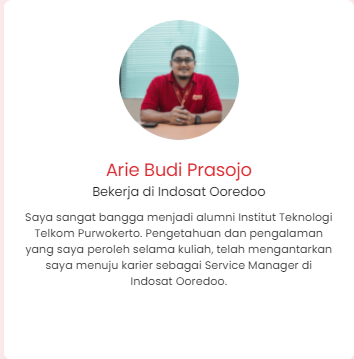 Arie Budi Prasojo
Bekerja di Indosat Ooredoo
Saya sangat bangga menjadi alumni Institut Teknologi
Telkom Purwokerto. Pengetahuan dan pengalaman
yang saya peroleh selama kuliah, telah mengantarkan
saya menuju karier sebagai Service Manager di
Indosat Ooredoo.